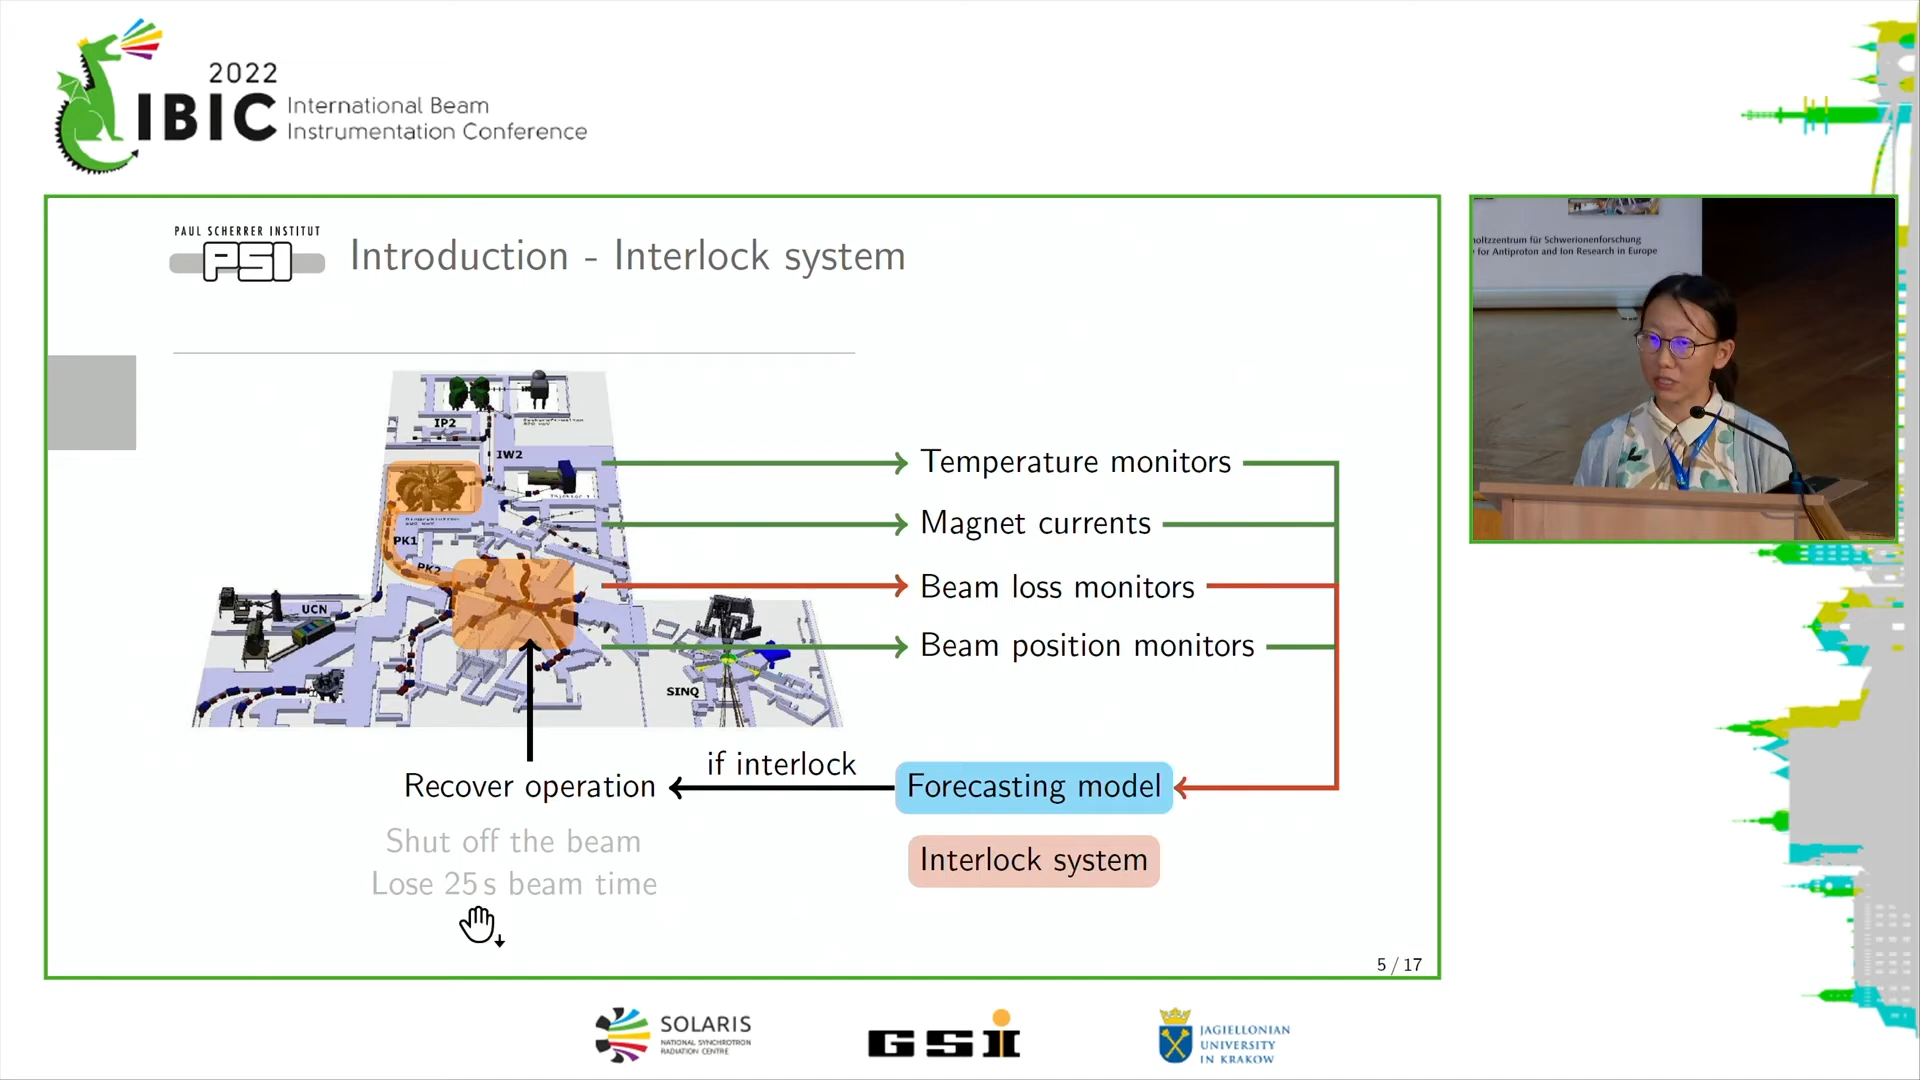 2022
IBIC
International Beam
Instrumentation Conference
PAUL SCHERRER INSTITUT
PSI
Introduction - Interlock system
IP2
IW2
PK1
PK2
UCN
SINQ
Temperature monitors
Magnet currents
Beam loss monitors
Beam position monitors
if interlock
Recover operation
Forecasting model
Shut off the beam
Interlock system
Lose 25 s beam time
5 / 17
holtzzentrum für Schwerionenforschung
for Antiproton and Ion Research in Europe
SOLARIS
NATIONAL SYNCHROTRON
RADIATION CENTRE
GSI
JAGIELLONIAN
UNIVERSITY
IN KRAKOW